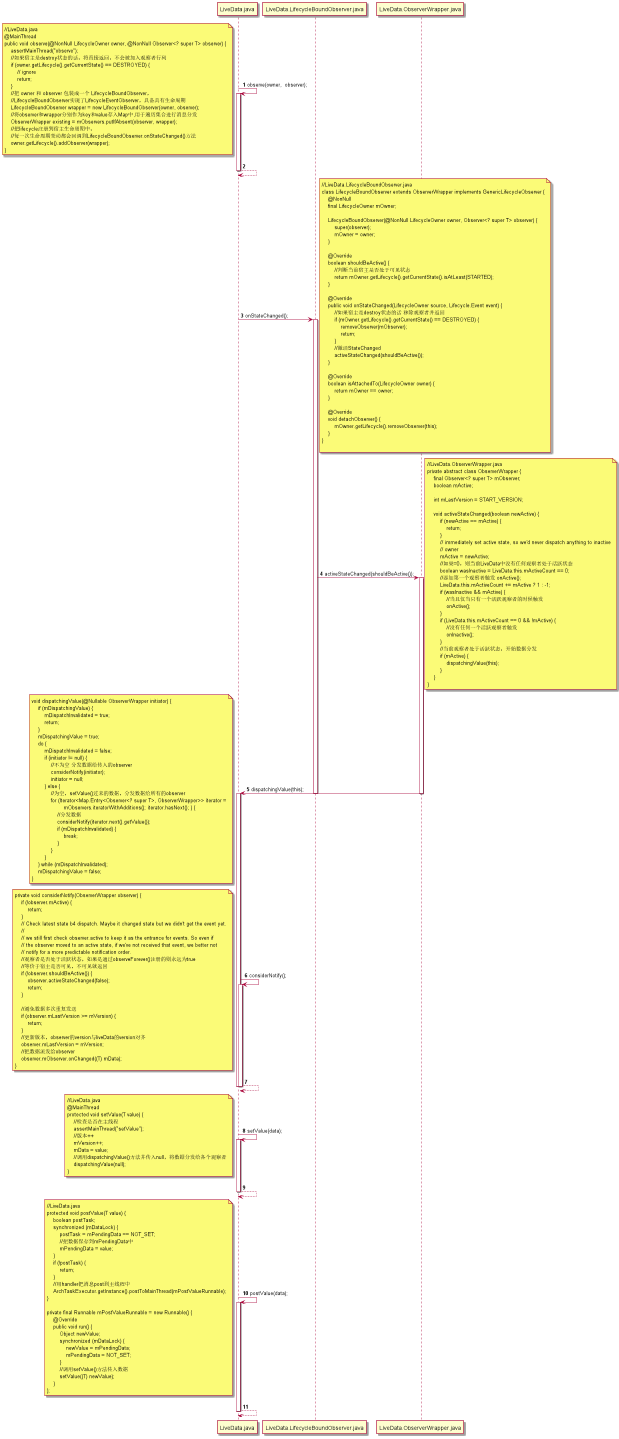 LiveData.java
LiveData.LifecycleBoundObserver.java
LiveData.ObserverWrapper.java
//LiveData.java
@MainThread
public void observe(@NonNull LifecycleOwner owner, @NonNull Observer<? super T> observer) {
assertMainThread("observe");
//如果宿主是destroy状态的话，将直接返回，不会被加入观察者行列
if (owner.getLifecycle().getCurrentState() == DESTROYED) {
// ignore
return;
}
//把 owner 和 observer 包装成一个 LifecycleBoundObserver。
//LifecycleBoundObserver实现了LifecycleEventObserver，具备具有生命周期
LifecycleBoundObserver wrapper = new LifecycleBoundObserver(owner, observer);
//将observer和wrapper分别作为key和value存入Map中,用于遍历集合进行消息分发
ObserverWrapper existing = mObservers.putIfAbsent(observer, wrapper);
//把lifecycle注册到宿主生命周期中，
//每一次生命周期变动都会回调到LifecycleBoundObserver.onStateChanged()方法
owner.getLifecycle().addObserver(wrapper);
}
1 observe(owner, observer);
2
//LiveData.LifecycleBoundObserver.java
class LifecycleBoundObserver extends ObserverWrapper implements GenericLifecycleObserver {
@NonNull
final LifecycleOwner mOwner;
LifecycleBoundObserver(@NonNull LifecycleOwner owner, Observer<? super T> observer) {
super(observer);
mOwner = owner;
}
@Override
boolean shouldBeActive() {
//判断当前宿主是否处于可见状态
return mOwner.getLifecycle().getCurrentState().isAtLeast(STARTED);
}
@Override
public void onStateChanged(LifecycleOwner source, Lifecycle.Event event) {
//如果宿主是destroy状态的话 移除观察者并返回
if (mOwner.getLifecycle().getCurrentState() == DESTROYED) {
removeObserver(mObserver);
return;
}
//触动StateChanged
activeStateChanged(shouldBeActive());
}
@Override
boolean isAttachedTo(LifecycleOwner owner) {
return mOwner == owner;
}
@Override
void detachObserver() {
mOwner.getLifecycle().removeObserver(this);
}
}
3 onStateChanged();
//LiveData.ObserverWrapper.java
private abstract class ObserverWrapper {
final Observer<? super T> mObserver;
boolean mActive;
int mLastVersion = START_VERSION;
void activeStateChanged(boolean newActive) {
if (newActive == mActive) {
return;
}
// immediately set active state, so we'd never dispatch anything to inactive
// owner
mActive = newActive;
//如果=0，则当前LiveData中没有任何观察者处于活跃状态
boolean wasInactive = LiveData.this.mActiveCount == 0;
//添加第一个观察者触发 onActive();
LiveData.this.mActiveCount += mActive ? 1 : -1;
if (wasInactive && mActive) {
//当且仅当只有一个活跃观察者的时候触发
onActive();
}
if (LiveData.this.mActiveCount == 0 && !mActive) {
//没有任何一个活跃观察者触发
onInactive();
}
//当前观察者处于活跃状态，开始数据分发
if (mActive) {
dispatchingValue(this);
}
}
}
4 activeStateChanged(shouldBeActive());
void dispatchingValue(@Nullable ObserverWrapper initiator) {
if (mDispatchingValue) {
mDispatchInvalidated = true;
return;
}
mDispatchingValue = true;
do {
mDispatchInvalidated = false;
if (initiator != null) {
//不为空 分发数据给传入的observer
considerNotify(initiator);
initiator = null;
} else {
//为空，setValue()过来的数据，分发数据给所有的observer
for (Iterator<Map.Entry<Observer<? super T>, ObserverWrapper>> iterator =
mObservers.iteratorWithAdditions(); iterator.hasNext(); ) {
//分发数据
considerNotify(iterator.next().getValue());
if (mDispatchInvalidated) {
break;
}
}
}
} while (mDispatchInvalidated);
mDispatchingValue = false;
}
5 dispatchingValue(this);
private void considerNotify(ObserverWrapper observer) {
if (!observer.mActive) {
return;
}
// Check latest state b4 dispatch. Maybe it changed state but we didn't get the event yet.
//
// we still first check observer.active to keep it as the entrance for events. So even if
// the observer moved to an active state, if we've not received that event, we better not
// notify for a more predictable notification order.
//观察者是否处于活跃状态，如果是通过observeForever()注册的则永远为true
//等价于宿主是否可见，不可见就返回
if (!observer.shouldBeActive()) {
observer.activeStateChanged(false);
return;
}
//避免数据多次重复发送
if (observer.mLastVersion >= mVersion) {
return;
}
//更新版本，observer的version与liveData的version对齐
observer.mLastVersion = mVersion;
//把数据派发给observer
observer.mObserver.onChanged((T) mData);
}
6 considerNotify();
7
//LiveData.java
@MainThread
protected void setValue(T value) {
//检查是否在主线程
assertMainThread("setValue");
//版本++
mVersion++;
mData = value;
//调用dispatchingValue()方法并传入null，将数据分发给各个观察者
dispatchingValue(null);
}
8 setValue(data);
9
//LiveData.java
protected void postValue(T value) {
boolean postTask;
synchronized (mDataLock) {
postTask = mPendingData == NOT_SET;
//把数据保存到mPendingData中
mPendingData = value;
}
if (!postTask) {
return;
}
//用handler把消息post到主线程中
ArchTaskExecutor.getInstance().postToMainThread(mPostValueRunnable);
}
private final Runnable mPostValueRunnable = new Runnable() {
@Override
public void run() {
Object newValue;
synchronized (mDataLock) {
newValue = mPendingData;
mPendingData = NOT_SET;
}
//调用setValue()方法传入数据
setValue((T) newValue);
}
}
10 postValue(data);
11
LiveData.java
LiveData.LifecycleBoundObserver.java
LiveData.ObserverWrapper.java